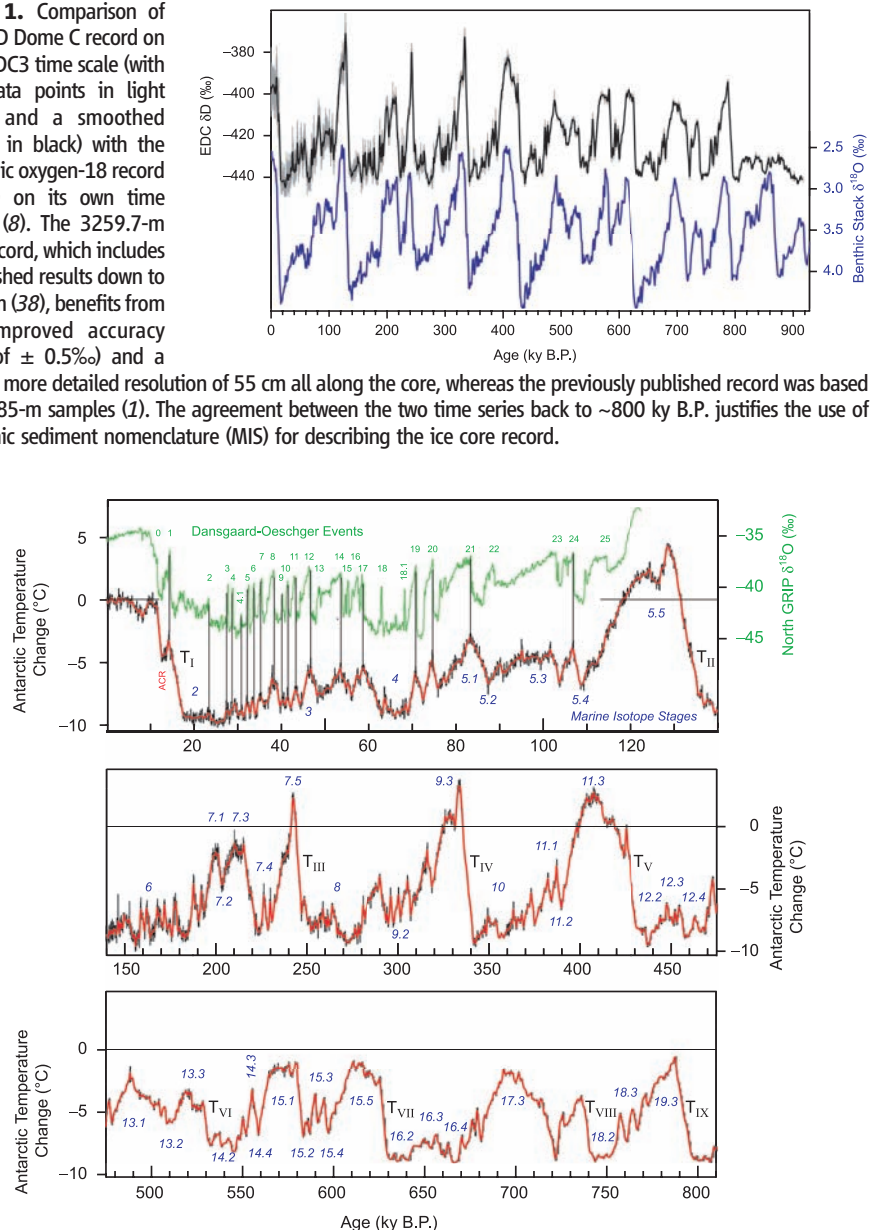 1. Comparison of
D Dome C record on
DC3 time scale (with
ata points in light
and a smoothed
in black) with the
ic oxygen-18 record
on its own time
(8). The 3259.7-m
cord, which includes
shed results down to
n (38), benefits from
mproved accuracy
of ± 0.5‰) and a
more detailed resolution of 55 cm all along the core, whereas the previously published record was based
85-m samples (1). The agreement between the two time series back to ~800 ky B.P. justifies the use of
ic sediment nomenclature (MIS) for describing the ice core record.
EDC δD (‰)
−380
−400
−420
−440
2.5
3.0
3.5
4.0
Benthic Stack δ18O (‰)
0 100 200 300 400 500 600 700 800 900
Age (ky B.P.)
Antarctic Temperature
Change (°C)
5
0
−5
−10
Dansgaard-Oeschger Events
0 1 2 3 4 4.1 5 6 7 8 9 10 11 12 13 14 15 16 17 18 18.1 19 20 21 22 23 24 25
−35
−40
−45
North GRIP δ18O (‰)
ACR
TI
2
3
4
5.1
5.2
5.3
5.4
5.5
TII
Marine Isotope Stages
20 40 60 80 100 120
6
7.1
7.2
7.3
7.4
7.5
TIII
8
9.2
9.3
TIV
10
11.1
11.2
11.3
TV
12.2
12.3
12.4
0
−5
−10
Antarctic Temperature
Change (°C)
150 200 250 300 350 400 450
Antarctic Temperature
Change (°C)
0
−5
−10
13.1
13.2
13.3
TVI
14.2
14.3
14.4
15.1
15.2
15.3
15.4
15.5
TVII
16.2
16.3
16.4
17.3
TVIII
18.2
18.3
19.3
TIX
500 550 600 650 700 750 800
Age (ky B.P.)